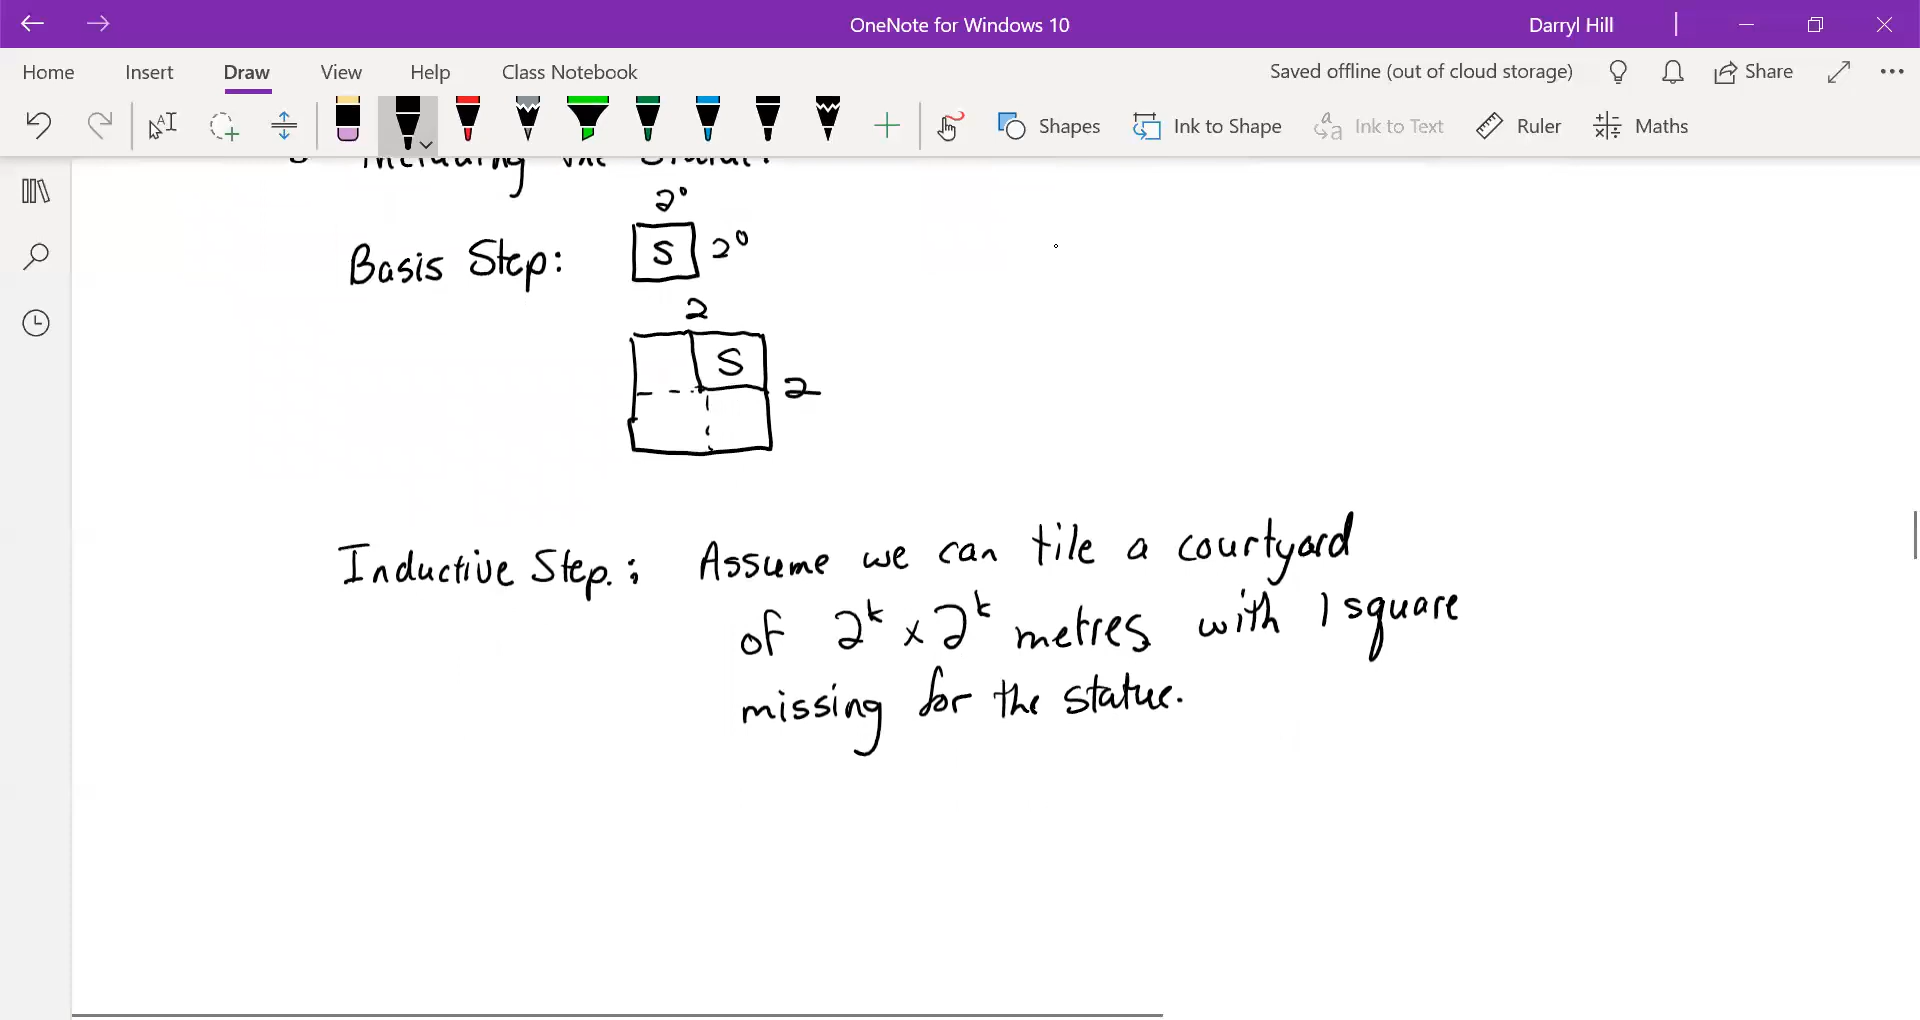 OneNote for Windows 10
Darryl Hill
Home Insert Draw View Help Class Notebook
Saved offline (out of cloud storage)
Share
Shapes
Ink to Shape
Ink to Text
Ruler
Maths
including the
2⁰
Basis Step: S 2⁰
2
S
2
Inductive Step.: Assume we can tile a courtyard
of 2ᵏ × 2ᵏ metres with 1 square
missing for the statue.